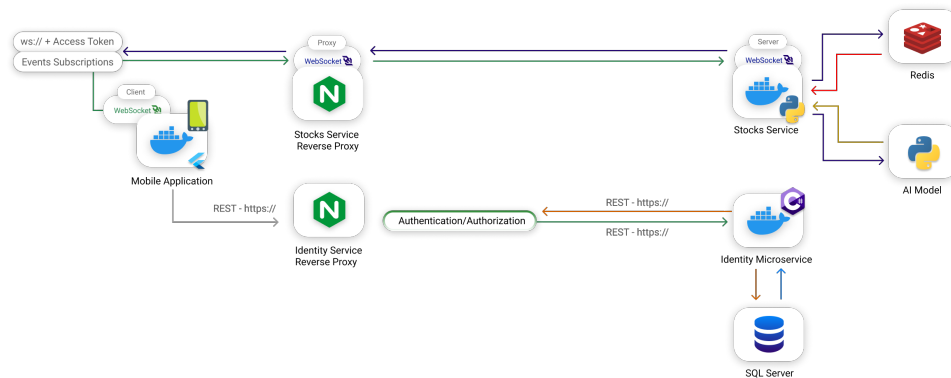 ws:// + Access Token
Events Subscriptions
Client
WebSocket
Mobile Application
Proxy
WebSocket
Stocks Service
Reverse Proxy
Server
WebSocket
Stocks Service
Redis
AI Model
REST - https://
Identity Service
Reverse Proxy
Authentication/Authorization
REST - https://
REST - https://
Identity Microservice
SQL Server